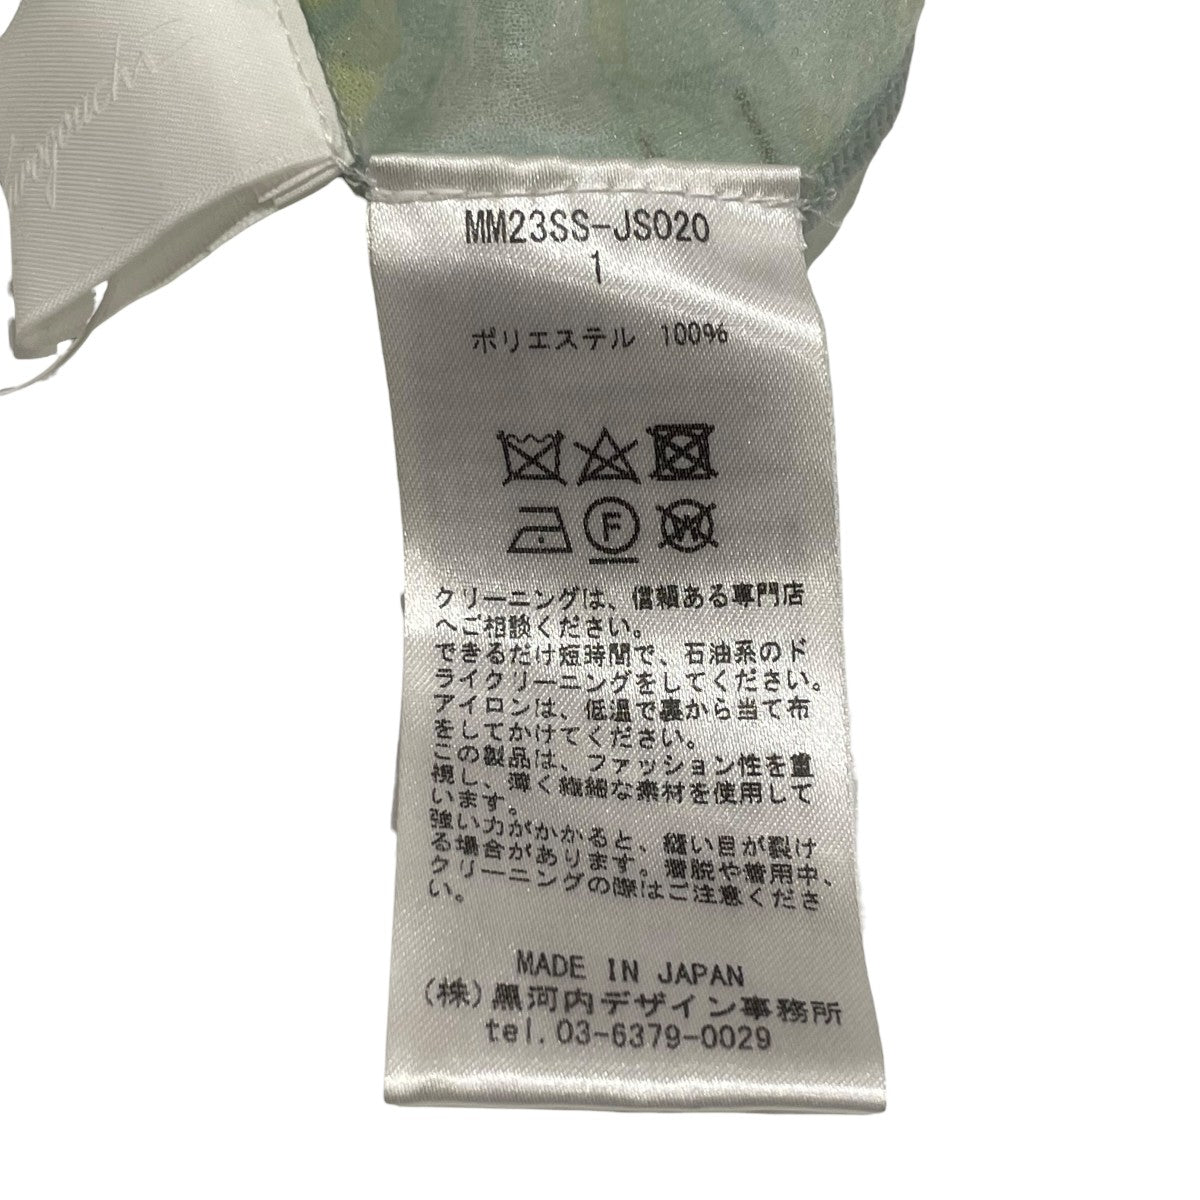 MM23SS-JS020
1
ポリエステル 100%
F
W
クリーニングは、信頼ある専門店
へご相談ください。
できるだけ短時間で、石油系のド
ライクリーニングをしてください。
アイロンは、低温で裏から当て布
をしてかけてください。
この製品は、ファッション性を重
視し、薄く繊細な素材を使用して
います。
強い力がかかると、縫い目が裂け
る場合があります。着脱や着用中、
クリーニングの際はご注意くださ
い。
MADE IN JAPAN
(株)黒河内デザイン事務所
tel.03-6379-0029